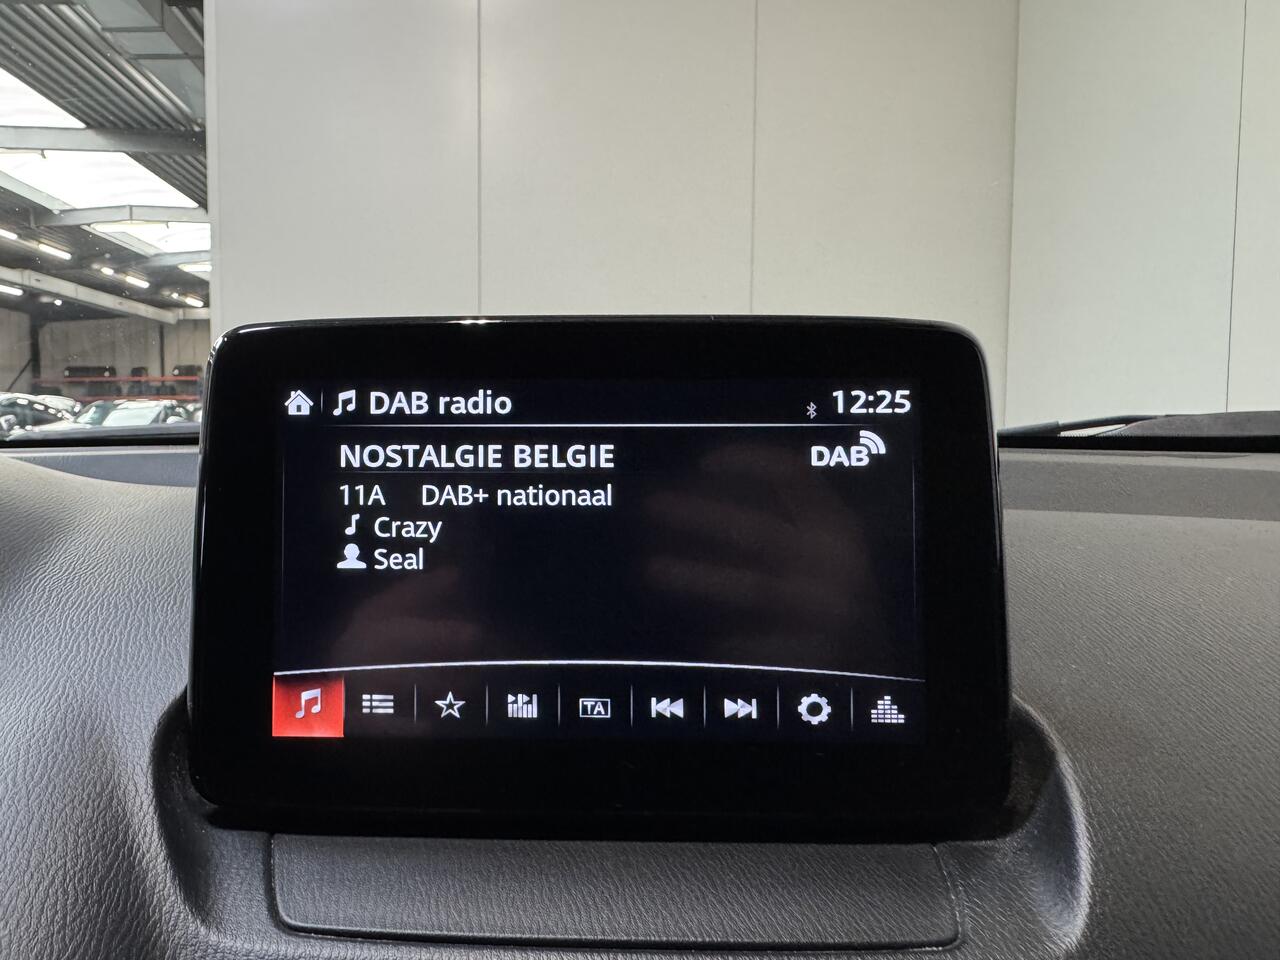 DAB radio 12:25
NOSTALGIE BELGIE DAB
11A DAB+ nationaal
Crazy
Seal
TA